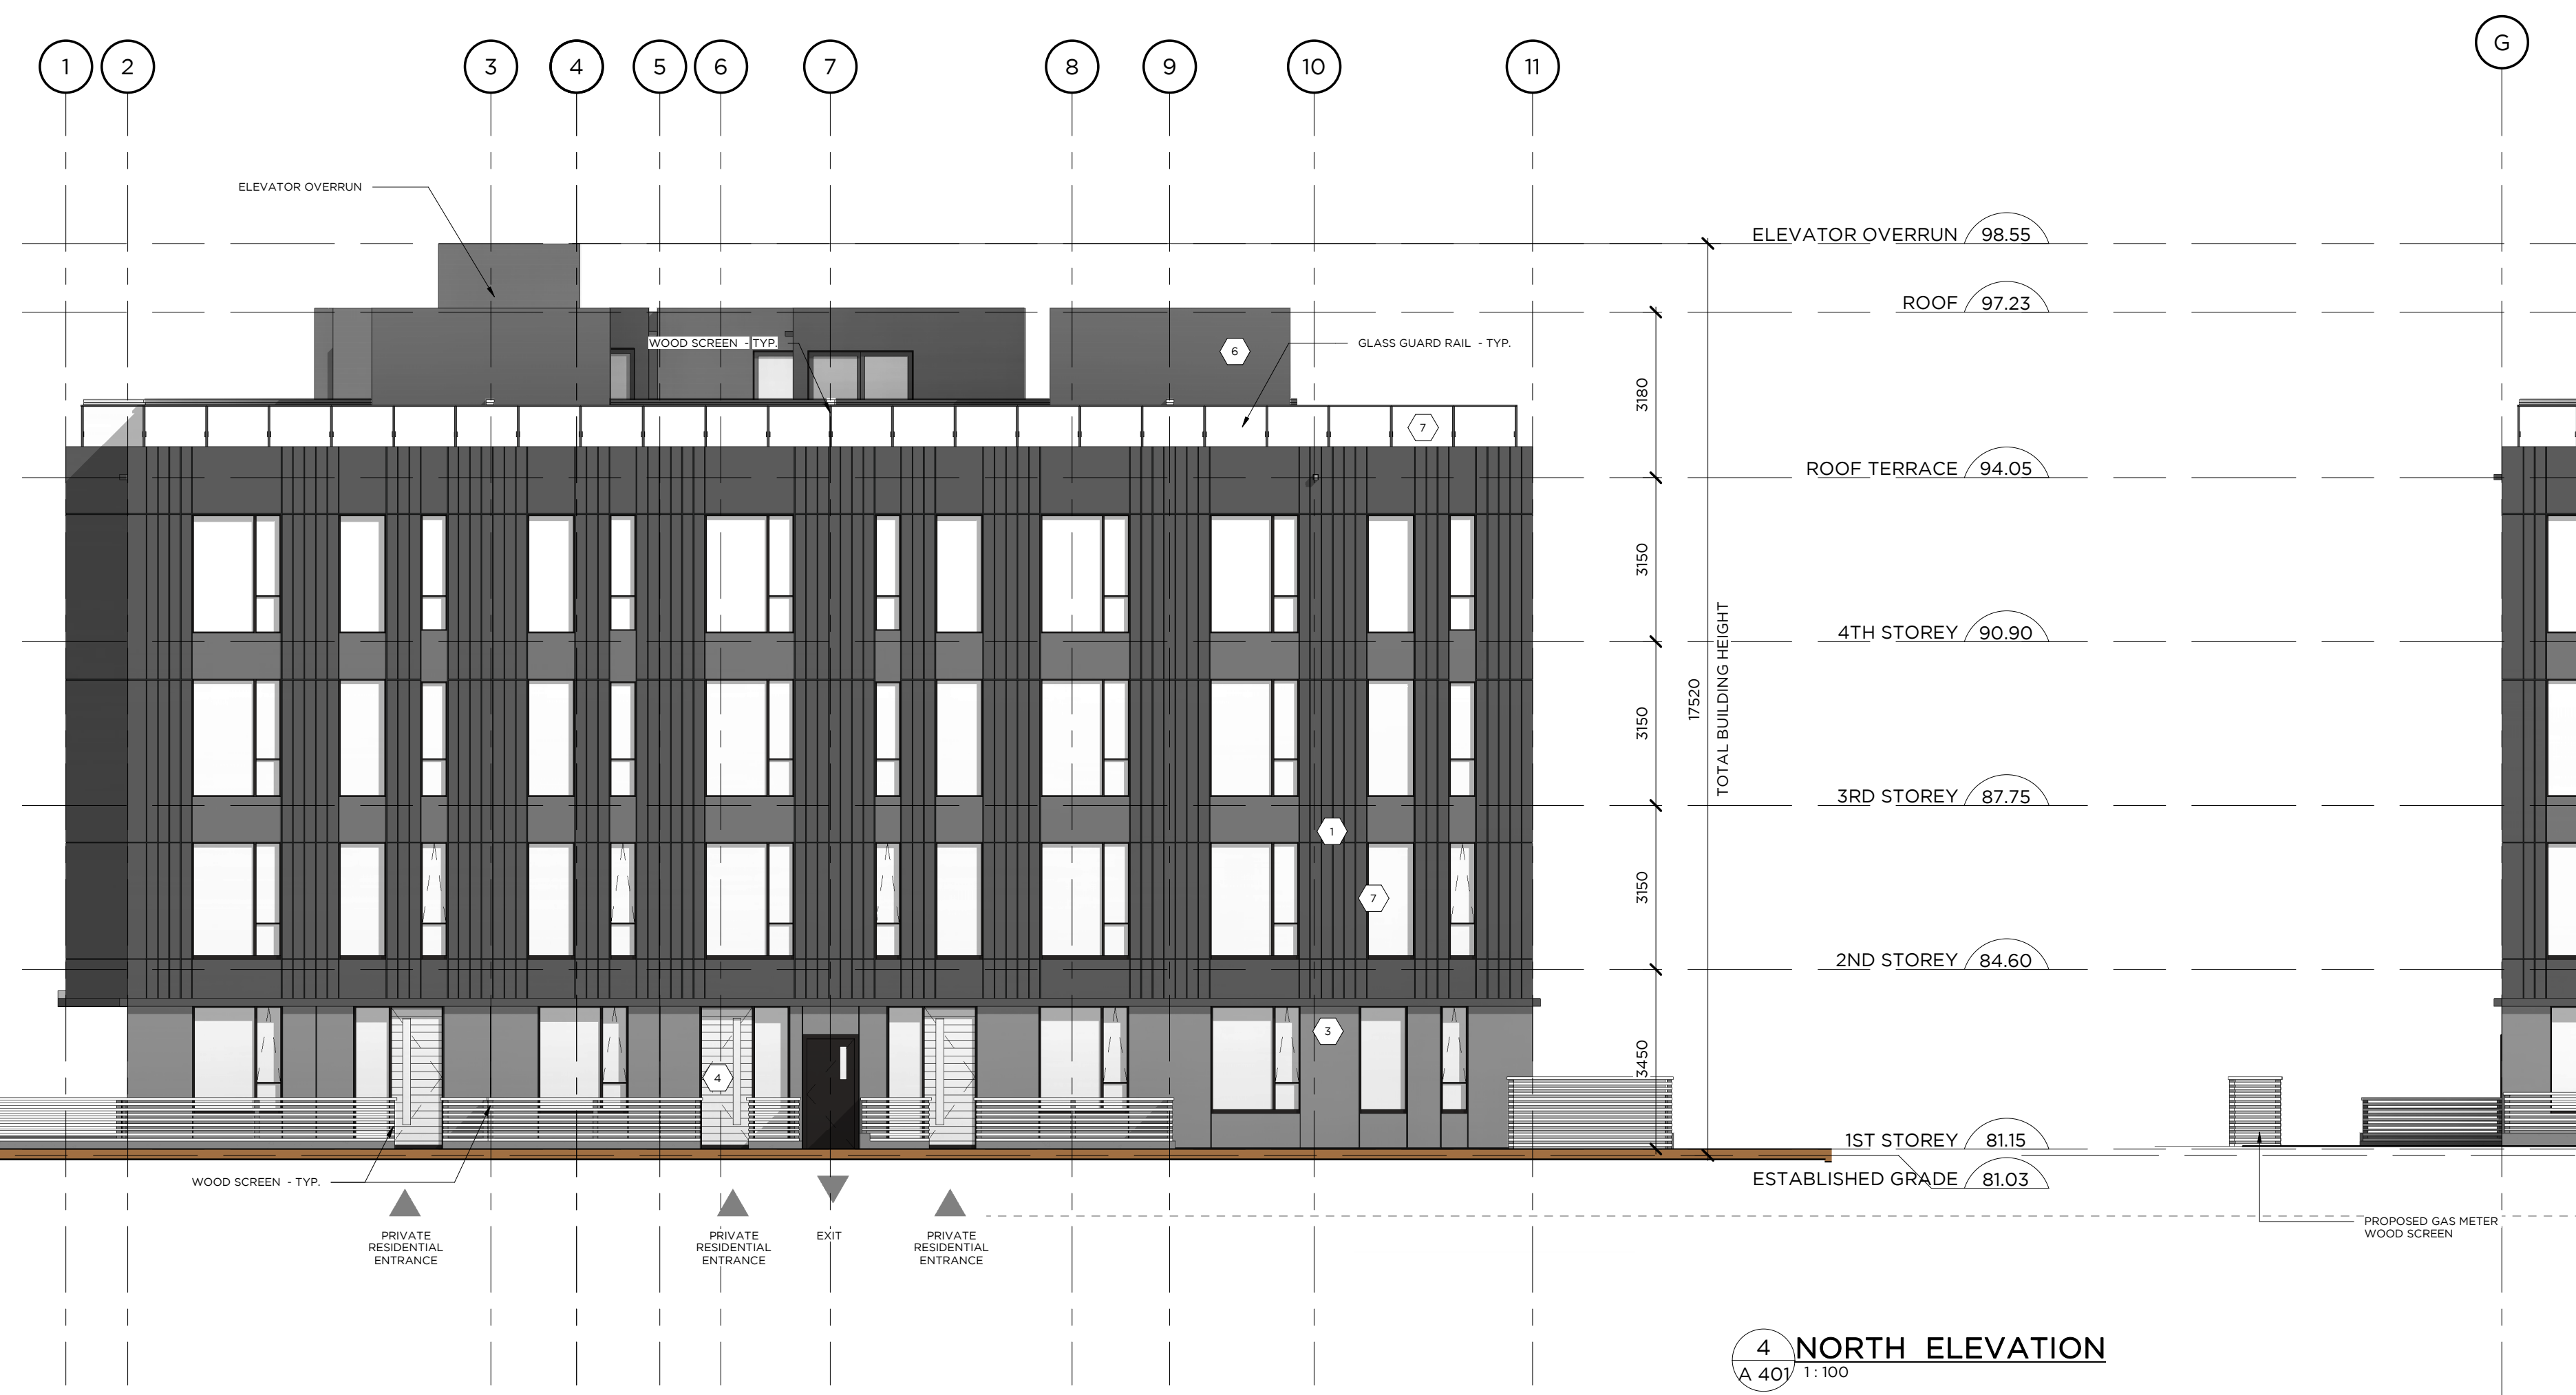 1 2 3 4 5 6 7 8 9 10 11 G
ELEVATOR OVERRUN
ELEVATOR OVERRUN 98.55
ROOF 97.23
WOOD SCREEN - TYP.
6
GLASS GUARD RAIL - TYP.
3180
7
ROOF TERRACE 94.05
3150
4TH STOREY 90.90
3150
17520
TOTAL BUILDING HEIGHT
3RD STOREY 87.75
1
3150
7
2ND STOREY 84.60
3
3450
4
1ST STOREY 81.15
ESTABLISHED GRADE 81.03
WOOD SCREEN - TYP.
PRIVATE
RESIDENTIAL
ENTRANCE
PRIVATE
RESIDENTIAL
ENTRANCE
EXIT
PRIVATE
RESIDENTIAL
ENTRANCE
PROPOSED GAS METER
WOOD SCREEN
4
A 401
NORTH ELEVATION
1 : 100